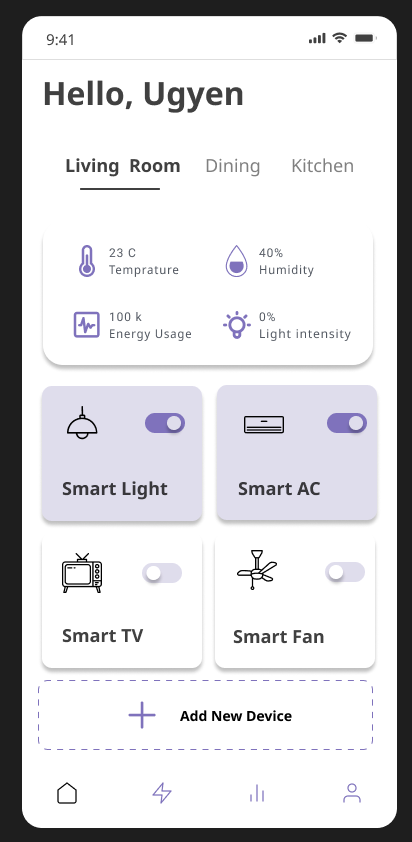 9:41
Hello, Ugyen
Living Room Dining Kitchen
23 C 40%
Temprature Humidity
100 k 0%
Energy Usage Light intensity
Smart Light Smart AC
Smart TV Smart Fan
Add New Device